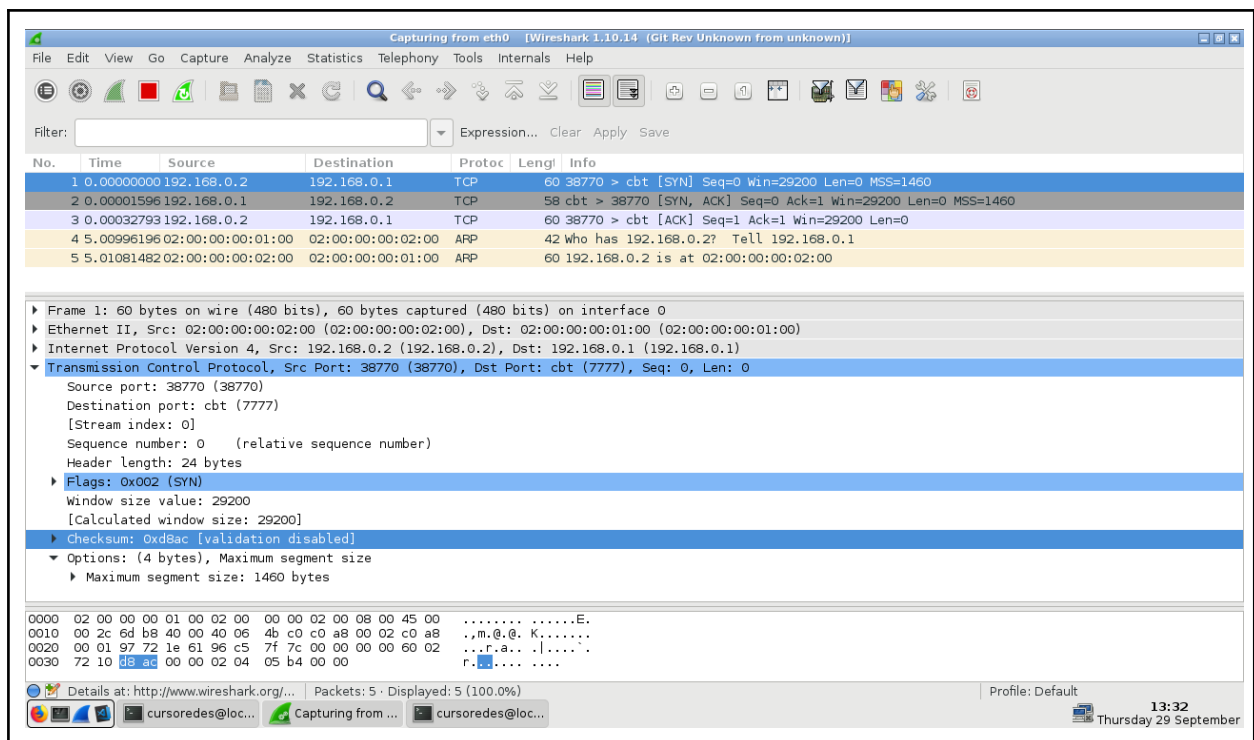 Capturing from eth0 [Wireshark 1.10.14 (Git Rev Unknown from unknown)]
File Edit View Go Capture Analyze Statistics Telephony Tools Internals Help
Filter: Expression... Clear Apply Save
No. Time Source Destination Protoc Lengt Info
1 0.00000000 192.168.0.2 192.168.0.1 TCP 60 38770 > cbt [SYN] Seq=0 Win=29200 Len=0 MSS=1460
2 0.00001596 192.168.0.1 192.168.0.2 TCP 58 cbt > 38770 [SYN, ACK] Seq=0 Ack=1 Win=29200 Len=0 MSS=1460
3 0.00032793 192.168.0.2 192.168.0.1 TCP 60 38770 > cbt [ACK] Seq=1 Ack=1 Win=29200 Len=0
4 5.00996196 02:00:00:00:01:00 02:00:00:00:02:00 ARP 42 Who has 192.168.0.2? Tell 192.168.0.1
5 5.01081482 02:00:00:00:02:00 02:00:00:00:01:00 ARP 60 192.168.0.2 is at 02:00:00:00:02:00
Frame 1: 60 bytes on wire (480 bits), 60 bytes captured (480 bits) on interface 0
Ethernet II, Src: 02:00:00:00:02:00 (02:00:00:00:02:00), Dst: 02:00:00:00:01:00 (02:00:00:00:01:00)
Internet Protocol Version 4, Src: 192.168.0.2 (192.168.0.2), Dst: 192.168.0.1 (192.168.0.1)
Transmission Control Protocol, Src Port: 38770 (38770), Dst Port: cbt (7777), Seq: 0, Len: 0
Source port: 38770 (38770)
Destination port: cbt (7777)
[Stream index: 0]
Sequence number: 0 (relative sequence number)
Header length: 24 bytes
Flags: 0x002 (SYN)
Window size value: 29200
[Calculated window size: 29200]
Checksum: 0xd8ac [validation disabled]
Options: (4 bytes), Maximum segment size
Maximum segment size: 1460 bytes
0000 02 00 00 00 01 00 02 00 00 00 02 00 08 00 45 00 ........ ......E.
0010 00 2c 6d b8 40 00 40 06 4b c0 c0 a8 00 02 c0 a8 .,m.@.@. K.......
0020 00 01 97 72 1e 61 96 c5 7f 7c 00 00 00 00 60 02 ...r.a.. .|....`.
0030 72 10 d8 ac 00 00 02 04 05 b4 00 00 r....... ....
Details at: http://www.wireshark.org/... Packets: 5 · Displayed: 5 (100.0%) Profile: Default
cursoredes@loc... Capturing from ... cursoredes@loc... 13:32
Thursday 29 September